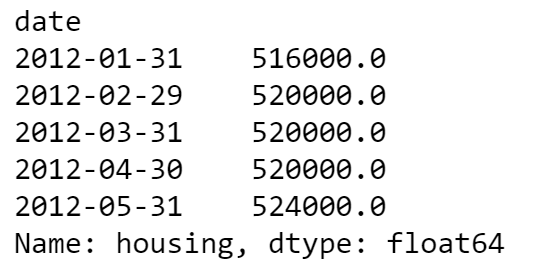 date
2012-01-31    516000.0
2012-02-29    520000.0
2012-03-31    520000.0
2012-04-30    520000.0
2012-05-31    524000.0
Name: housing, dtype: float64